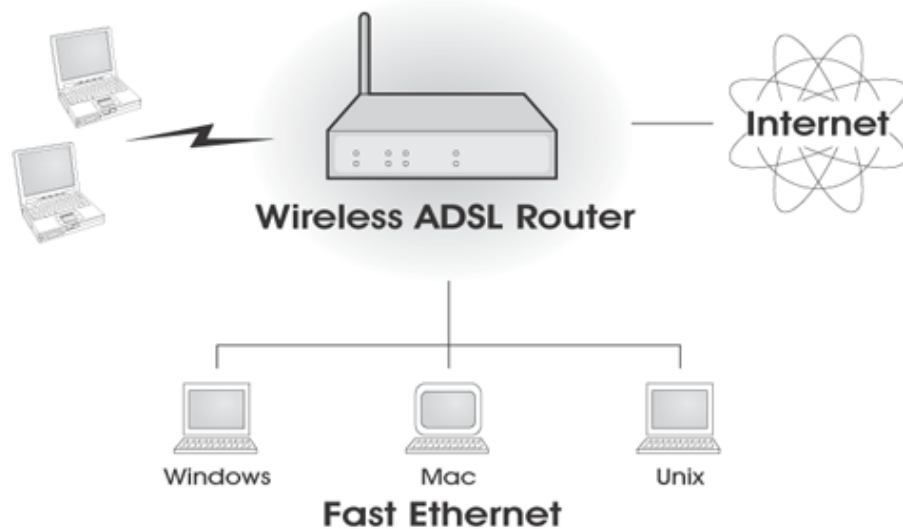 Internet
Wireless ADSL Router
Windows
Mac
Unix
Fast Ethernet